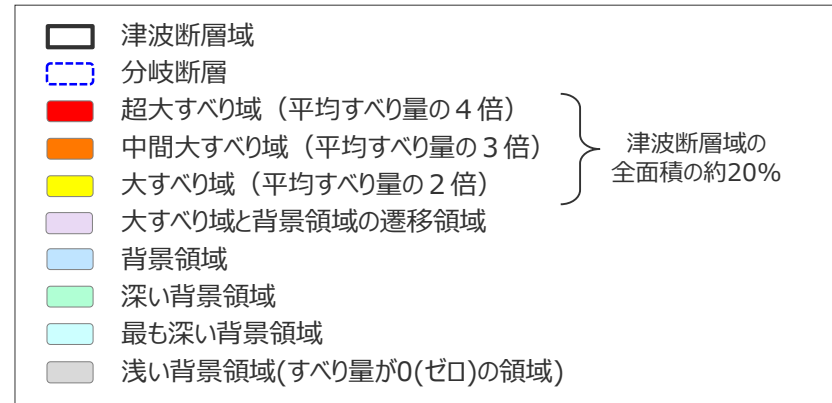 津波断層域
分岐断層
超大すべり域（平均すべり量の４倍）
中間大すべり域（平均すべり量の３倍）
大すべり域（平均すべり量の２倍）
津波断層域の
全面積の約20%
大すべり域と背景領域の遷移領域
背景領域
深い背景領域
最も深い背景領域
浅い背景領域(すべり量が0(ゼロ)の領域)